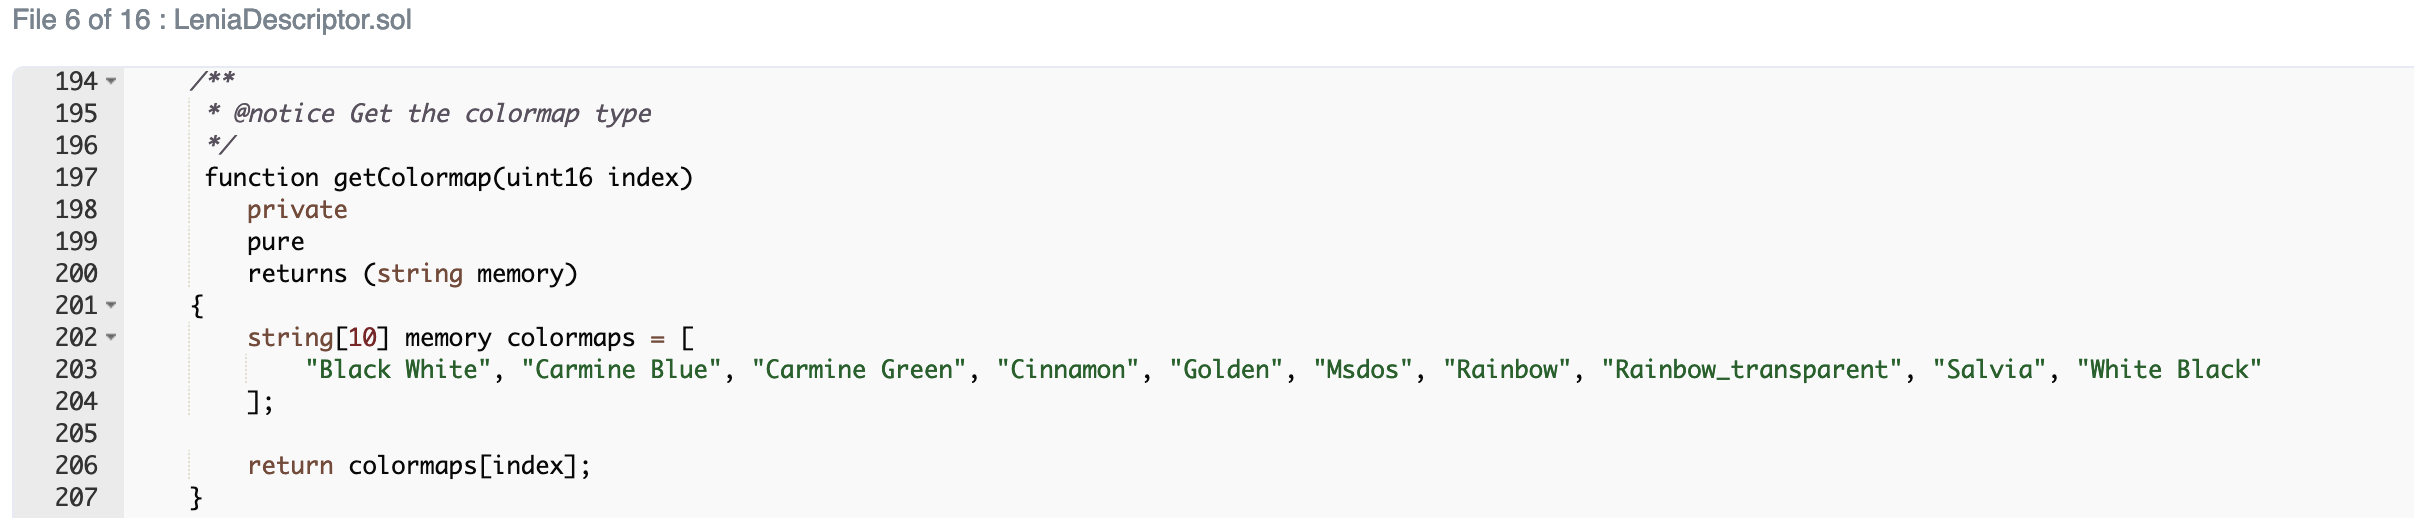 File 6 of 16 : LeniaDescriptor.sol
194 /**
195 * @notice Get the colormap type
196 */
197 function getColormap(uint16 index)
198 private
199 pure
200 returns (string memory)
201 {
202 string[10] memory colormaps = [
203 "Black White", "Carmine Blue", "Carmine Green", "Cinnamon", "Golden", "Msdos", "Rainbow", "Rainbow_transparent", "Salvia", "White Black"
204 ];
205
206 return colormaps[index];
207 }